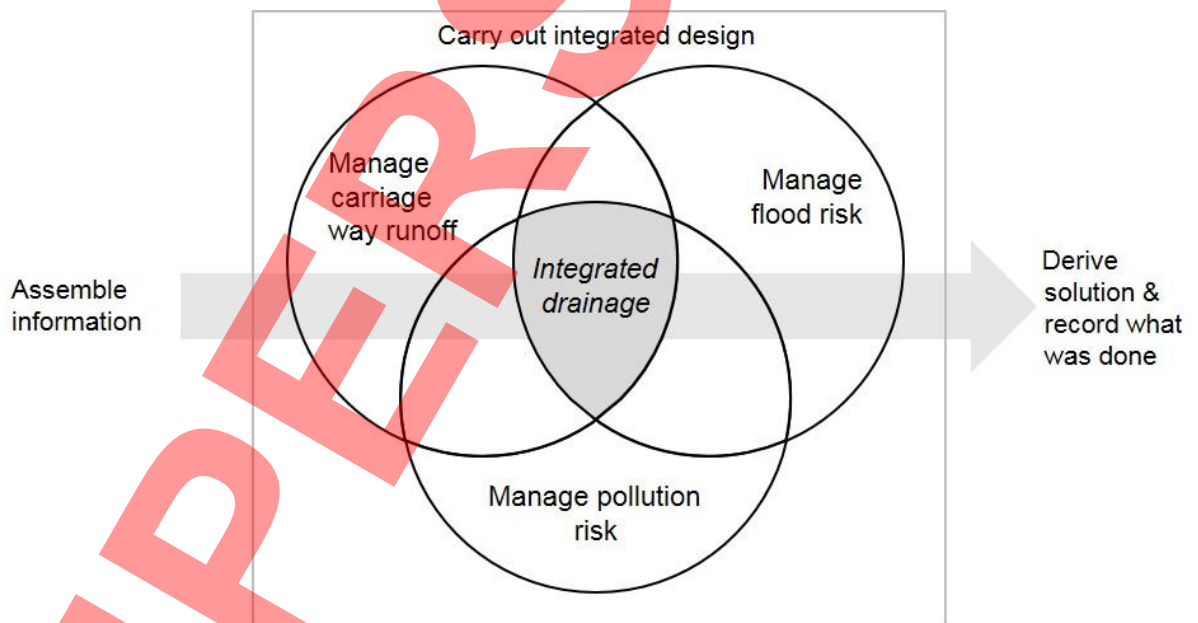 Carry out integrated design
Manage
carriage
way runoff
Manage
flood risk
Integrated
drainage
Assemble
information
Derive
solution &
record what
was done
Manage pollution
risk